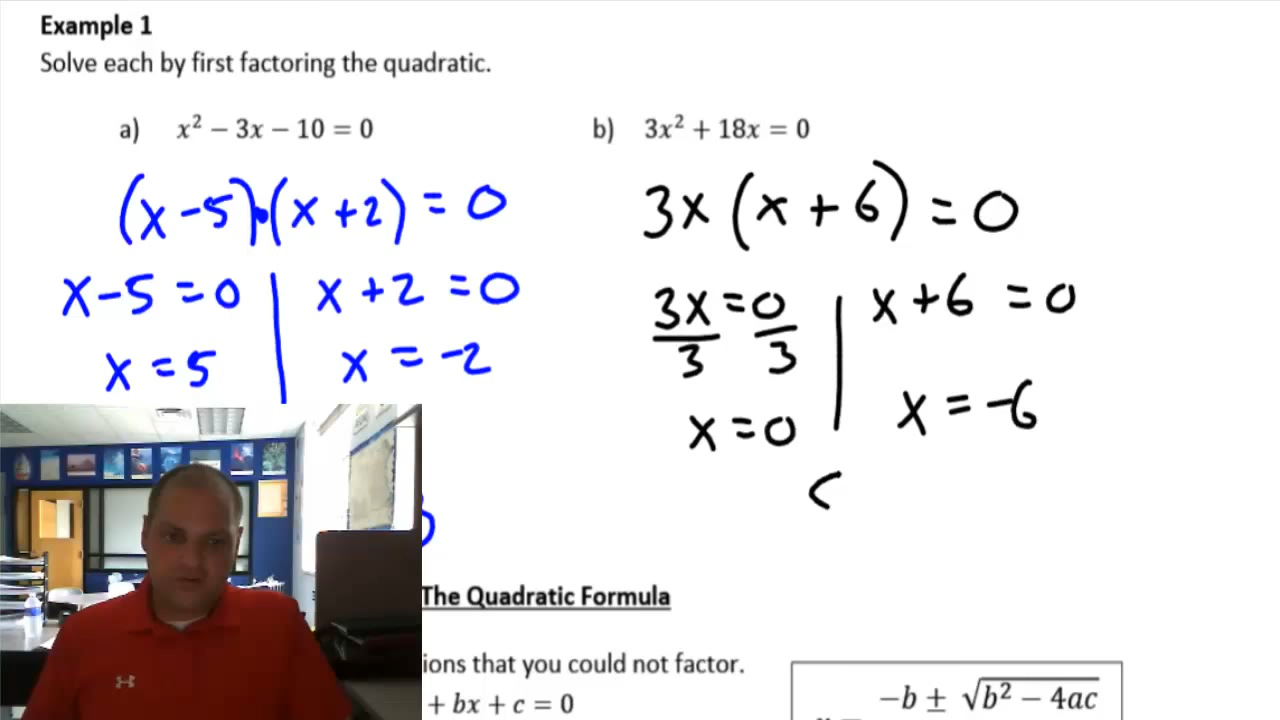 Example 1
Solve each by first factoring the quadratic.
a) x² − 3x − 10 = 0
(x −5)•(x +2) = 0
x −5 = 0 | x +2 = 0
x = 5 | x = −2
b) 3x² + 18x = 0
3x (x + 6) = 0
3x/3 = 0/3 | x +6 = 0
x = 0 | x = −6
The Quadratic Formula
ions that you could not factor.
+ bx + c = 0
−b ± √b² − 4ac